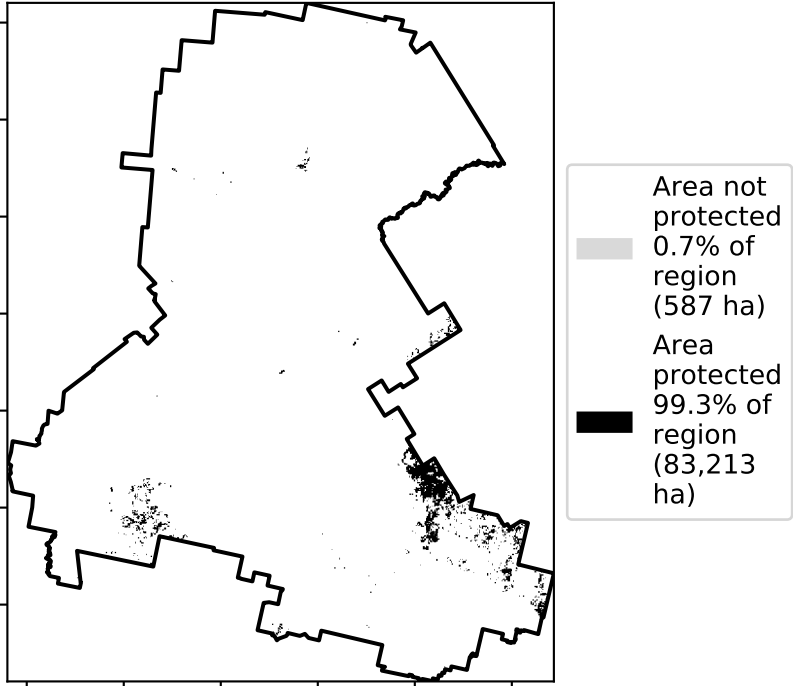 Area not
protected
0.7% of
region
(587 ha)
Area
protected
99.3% of
region
(83,213
ha)